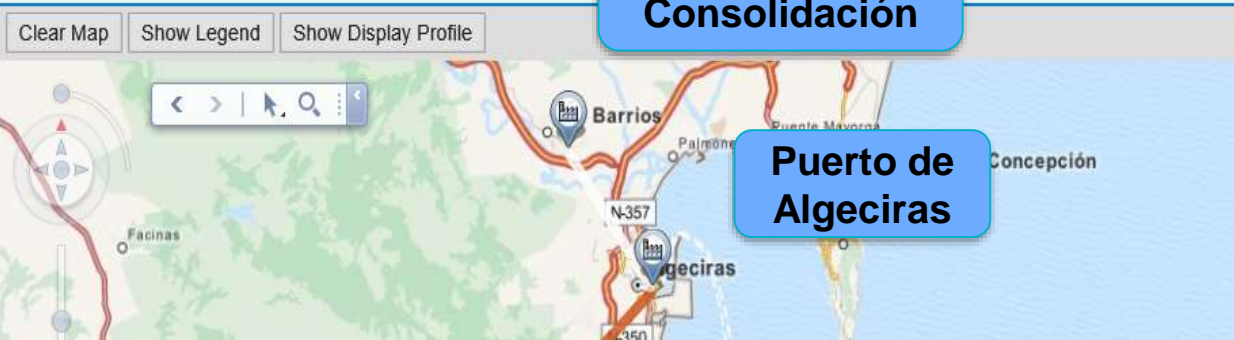 Consolidación
Clear Map Show Legend Show Display Profile
Barrios
Palmone
Puente Mayorga
Puerto de
Algeciras
Concepción
N-357
Facinas
geciras
N-350